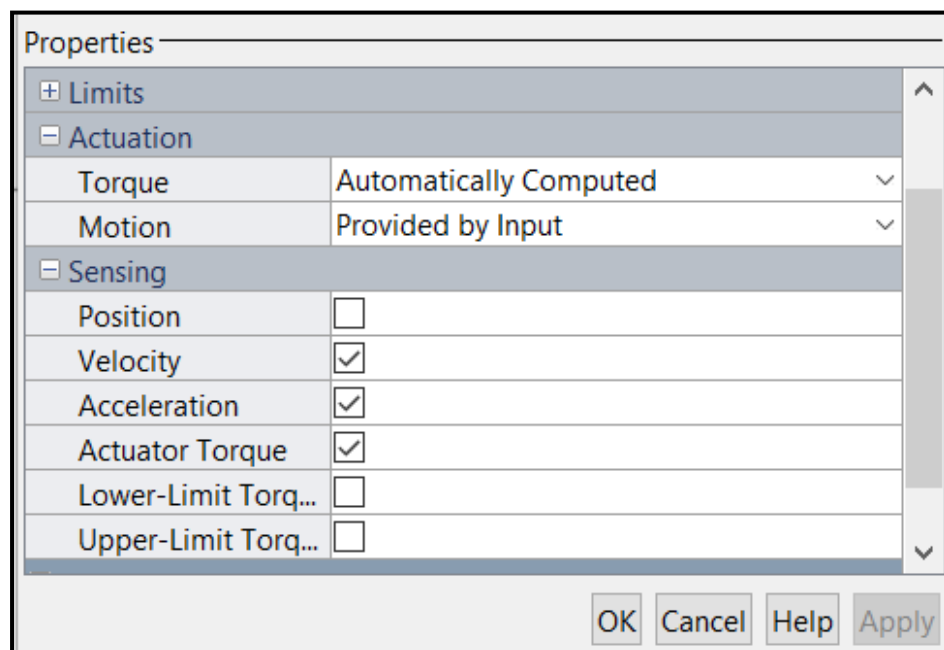 Properties
Limits
Actuation
Torque Automatically Computed
Motion Provided by Input
Sensing
Position
Velocity
Acceleration
Actuator Torque
Lower-Limit Torq...
Upper-Limit Torq...
OK Cancel Help Apply